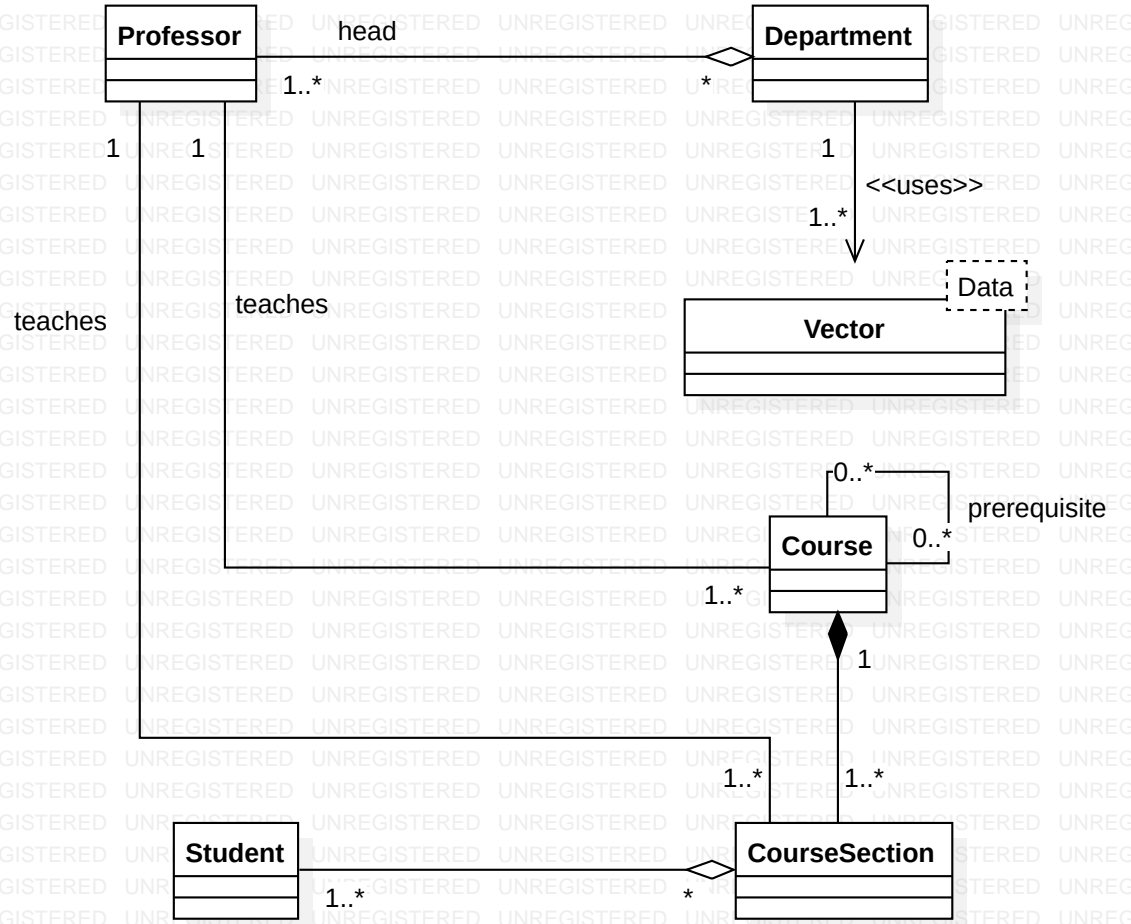 head
Professor
Department
1..*
*
1
1
1
<<uses>>
1..*
Data
teaches
teaches
Vector
0..*
prerequisite
Course
0..*
1..*
1
1..*
1..*
Student
CourseSection
1..*
*
UNREGISTERED